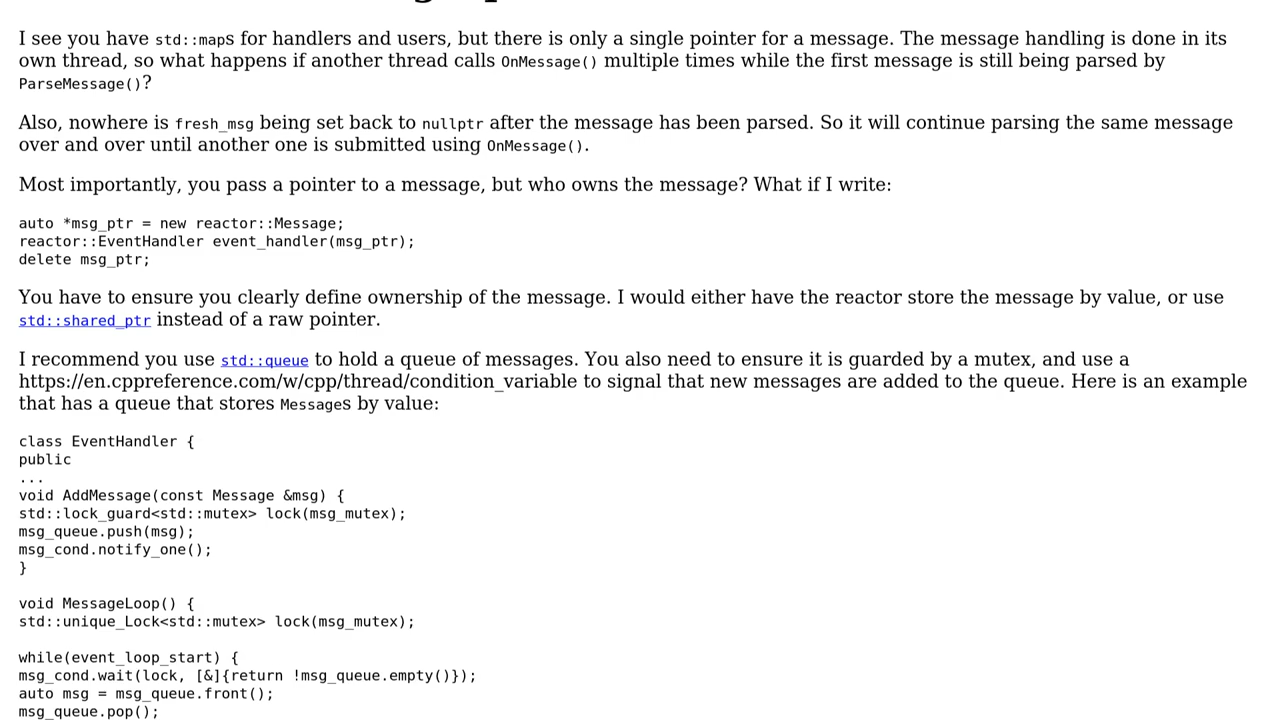 I see you have std::maps for handlers and users, but there is only a single pointer for a message. The message handling is done in its
own thread, so what happens if another thread calls OnMessage() multiple times while the first message is still being parsed by
ParseMessage()?
Also, nowhere is fresh_msg being set back to nullptr after the message has been parsed. So it will continue parsing the same message
over and over until another one is submitted using OnMessage().
Most importantly, you pass a pointer to a message, but who owns the message? What if I write:
auto *msg_ptr = new reactor::Message;
reactor::EventHandler event_handler(msg_ptr);
delete msg_ptr;
You have to ensure you clearly define ownership of the message. I would either have the reactor store the message by value, or use
std::shared_ptr instead of a raw pointer.
I recommend you use std::queue to hold a queue of messages. You also need to ensure it is guarded by a mutex, and use a
https://en.cppreference.com/w/cpp/thread/condition_variable to signal that new messages are added to the queue. Here is an example
that has a queue that stores Messages by value:
class EventHandler {
public
...
void AddMessage(const Message &msg) {
std::lock_guard<std::mutex> lock(msg_mutex);
msg_queue.push(msg);
msg_cond.notify_one();
}
void MessageLoop() {
std::unique_Lock<std::mutex> lock(msg_mutex);
while(event_loop_start) {
msg_cond.wait(lock, [&]{return !msg_queue.empty()});
auto msg = msg_queue.front();
msg_queue.pop();